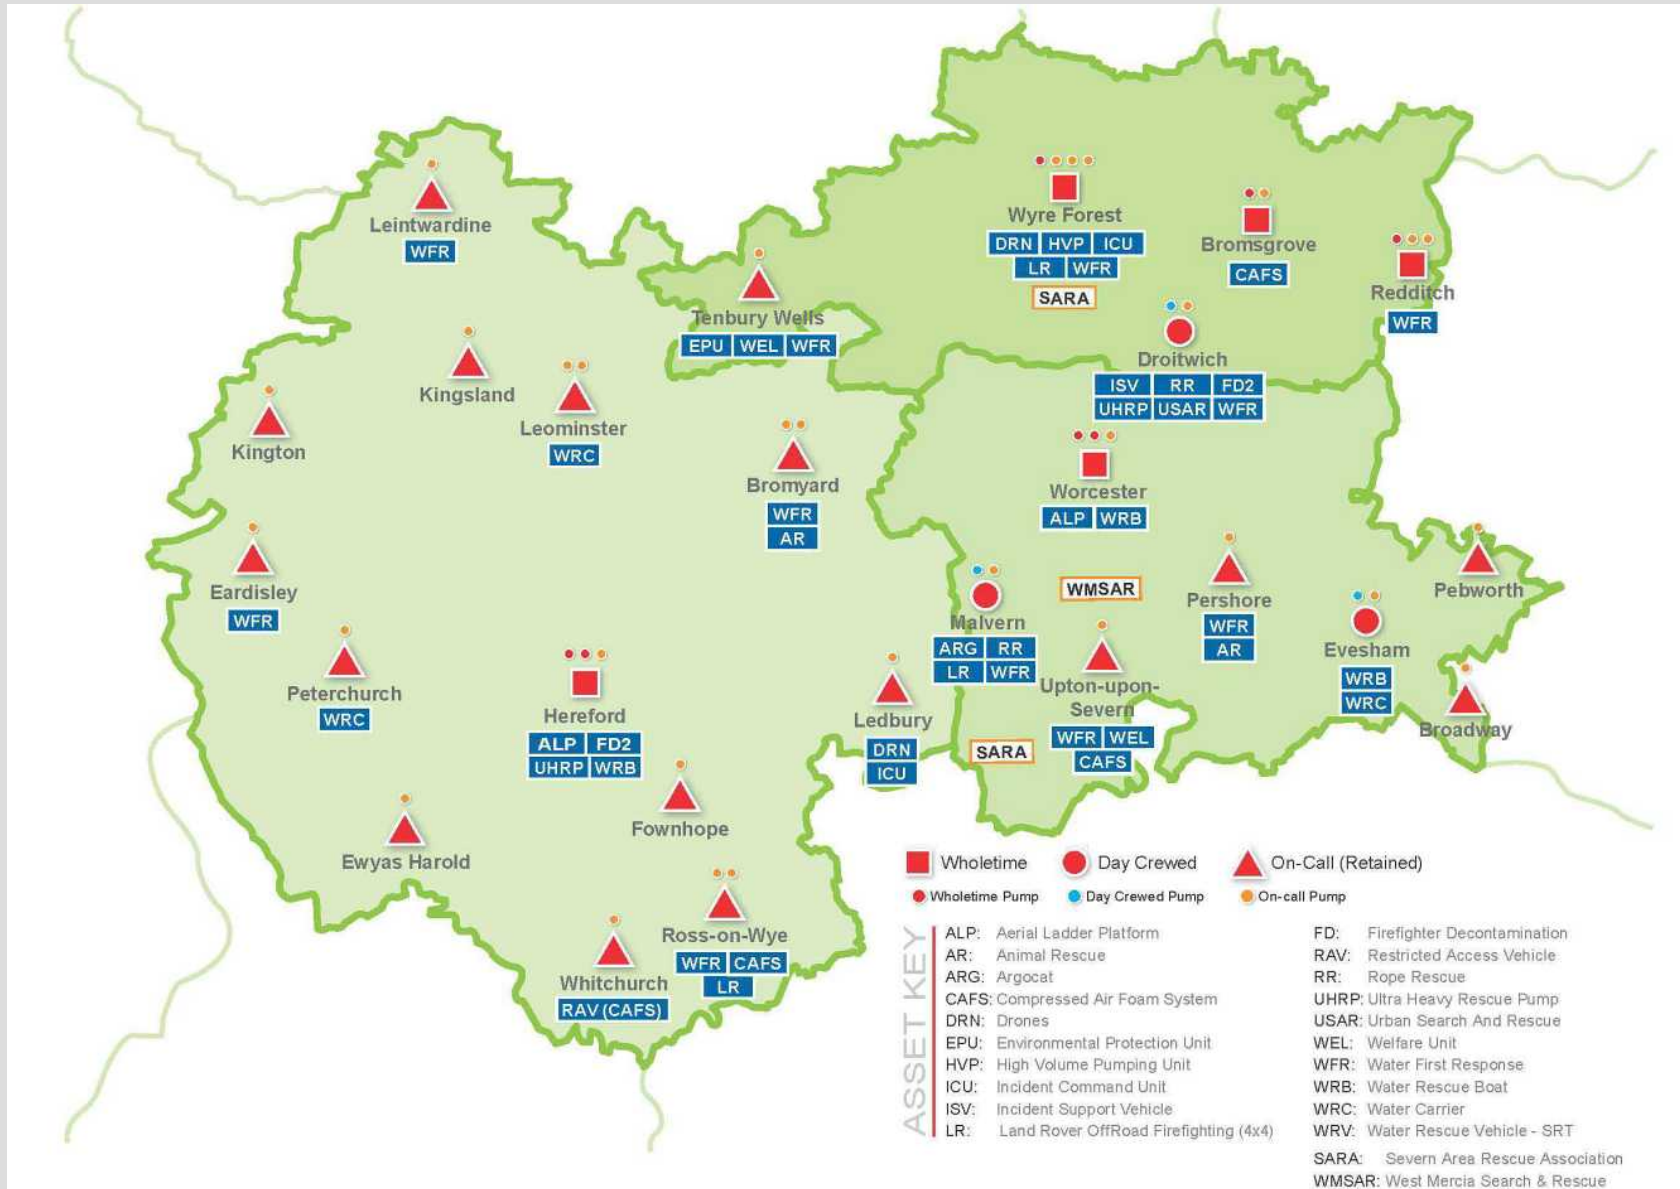 Leintwardine
WFR
Wyre Forest
DRN HVP ICU
LR WFR
SARA
Bromsgrove
CAFS
Redditch
WFR
Tenbury Wells
EPU WEL WFR
Droitwich
ISV RR FD2
UHRP USAR WFR
Kingsland
Leominster
WRC
Kington
Bromyard
WFR
AR
Worcester
ALP WRB
WMSAR
Eardisley
WFR
Malvern
ARG RR
LR WFR
Pershore
WFR
AR
Pebworth
Evesham
WRB
WRC
Peterchurch
WRC
Hereford
ALP FD2
UHRP WRB
Ledbury
DRN
ICU
Upton-upon-
Severn
WFR WEL
CAFS
SARA
Broadway
Fownhope
Ewyas Harold
Ross-on-Wye
WFR CAFS
LR
Whitchurch
RAV (CAFS)
Wholetime Day Crewed On-Call (Retained)
Wholetime Pump Day Crewed Pump On-call Pump
ASSET KEY
ALP: Aerial Ladder Platform
AR: Animal Rescue
ARG: Argocat
CAFS: Compressed Air Foam System
DRN: Drones
EPU: Environmental Protection Unit
HVP: High Volume Pumping Unit
ICU: Incident Command Unit
ISV: Incident Support Vehicle
LR: Land Rover OffRoad Firefighting (4x4)
FD: Firefighter Decontamination
RAV: Restricted Access Vehicle
RR: Rope Rescue
UHRP: Ultra Heavy Rescue Pump
USAR: Urban Search And Rescue
WEL: Welfare Unit
WFR: Water First Response
WRB: Water Rescue Boat
WRC: Water Carrier
WRV: Water Rescue Vehicle - SRT
SARA: Severn Area Rescue Association
WMSAR: West Mercia Search & Rescue